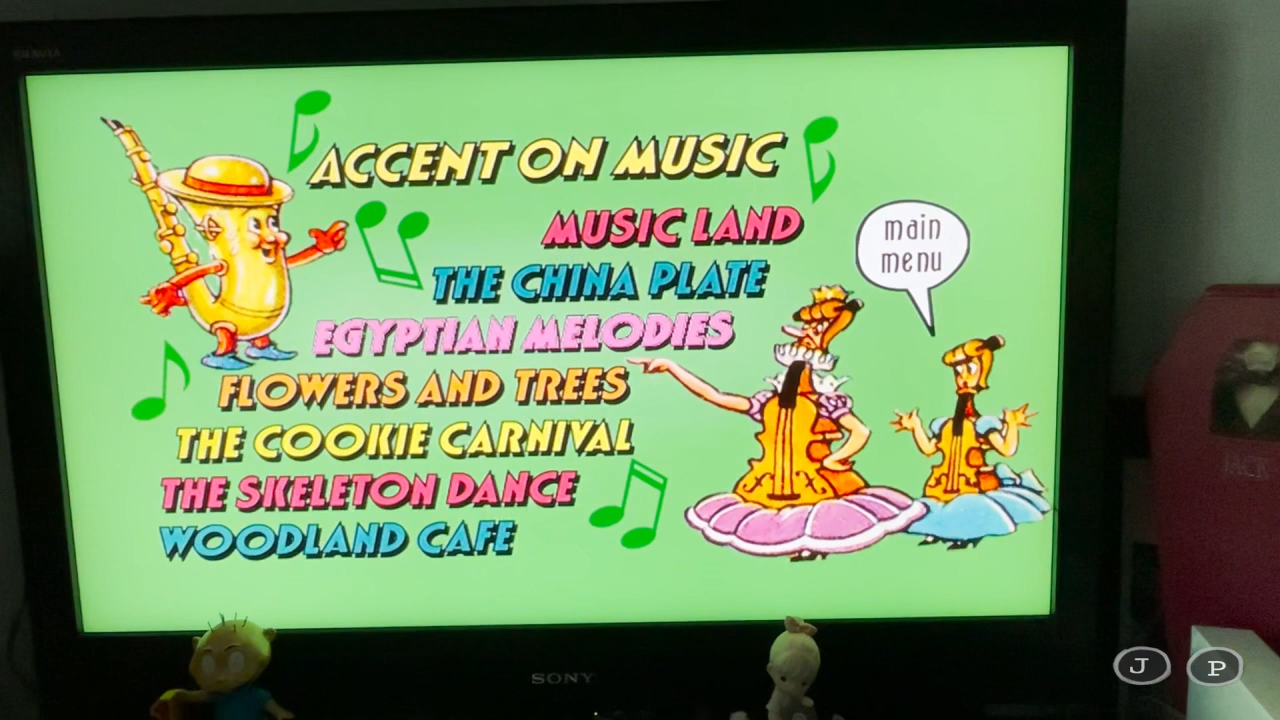 ACCENT ON MUSIC
MUSIC LAND
THE CHINA PLATE
EGYPTIAN MELODIES
FLOWERS AND TREES
THE COOKIE CARNIVAL
THE SKELETON DANCE
WOODLAND CAFE
main
menu
SONY
J P